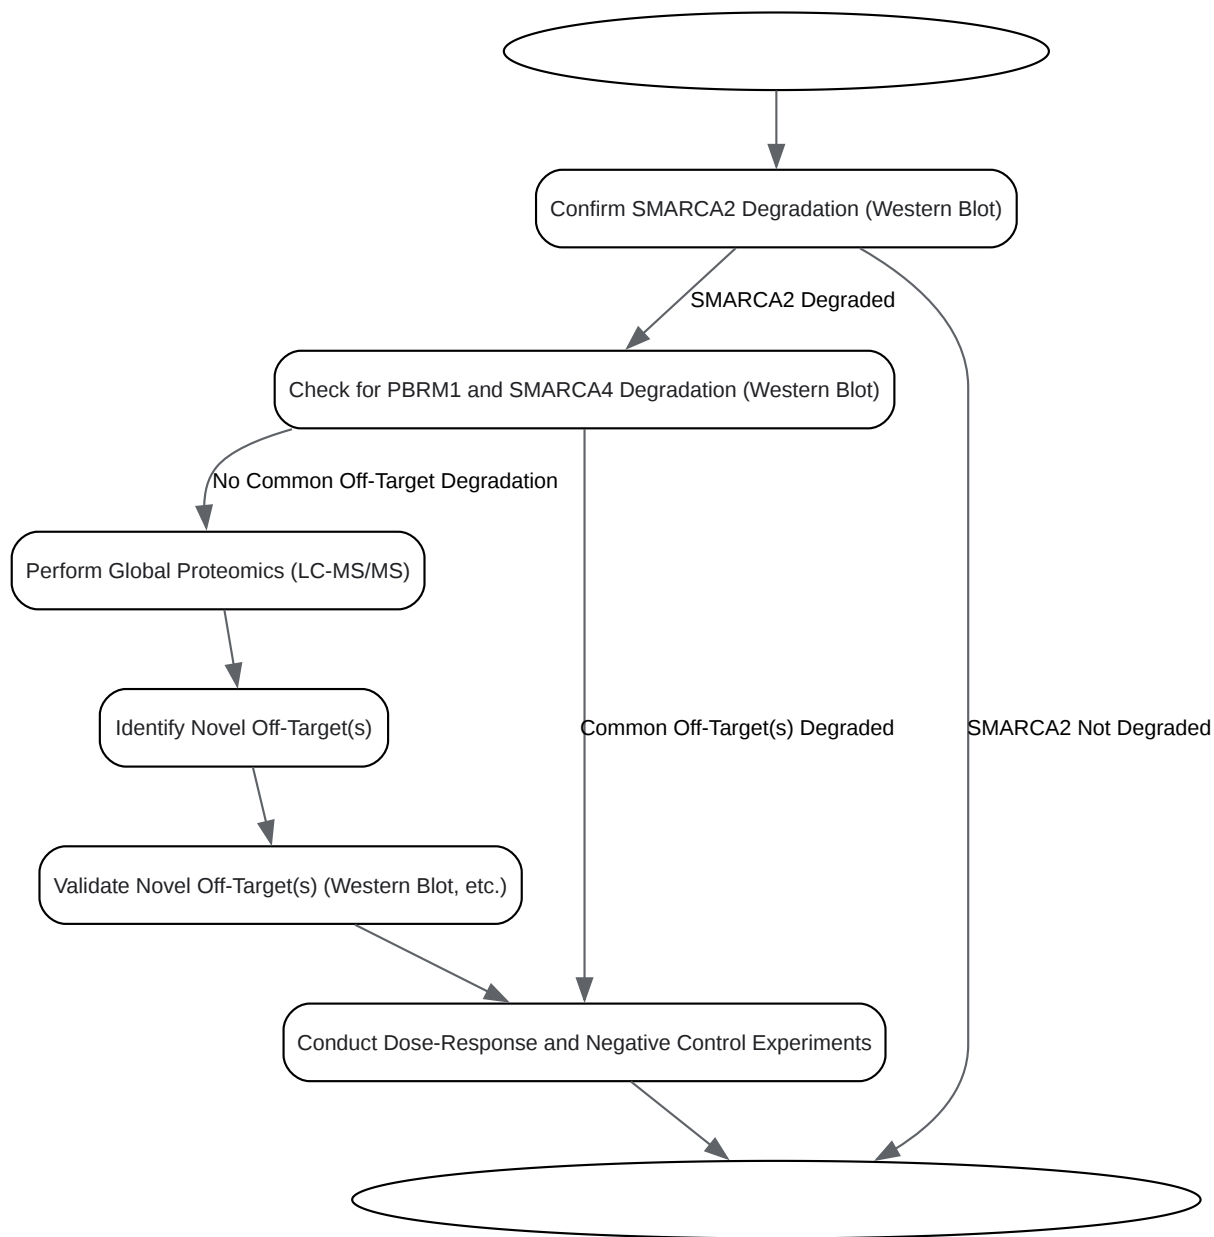 Confirm SMARCA2 Degradation (Western Blot)
SMARCA2 Degraded
Check for PBRM1 and SMARCA4 Degradation (Western Blot)
No Common Off-Target Degradation
Perform Global Proteomics (LC-MS/MS)
Identify Novel Off-Target(s)
Common Off-Target(s) Degraded
SMARCA2 Not Degraded
Validate Novel Off-Target(s) (Western Blot, etc.)
Conduct Dose-Response and Negative Control Experiments